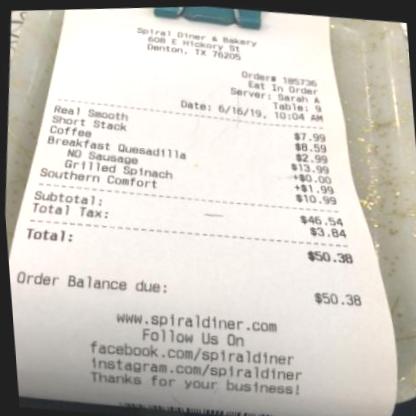 Spiral Diner & Bakery
608 E Hickory St
Denton, TX 76205
Order# 185736
Eat In Order
Server: Sarah A
Table: 9
Date: 6/16/19, 10:04 AM
Real Smooth $7.99
Short Stack $8.59
Coffee $2.99
Breakfast Quesadilla $13.99
NO Sausage +$0.00
Grilled Spinach +$1.99
Southern Comfort $10.99
Subtotal: $46.54
Total Tax: $3.84
Total: $50.38
Order Balance due: $50.38
www.spiraldiner.com
Follow Us On
facebook.com/spiraldiner
instagram.com/spiraldiner
Thanks for your business!